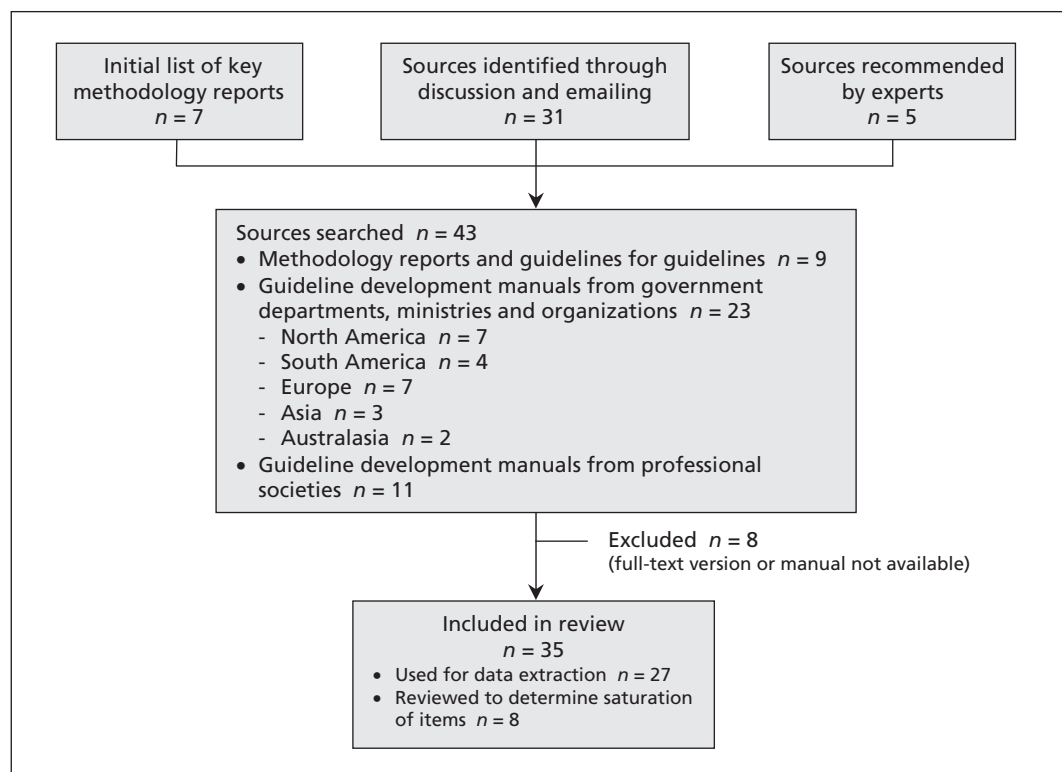 Initial list of key
methodology reports
n = 7
Sources identified through
discussion and emailing
n = 31
Sources recommended
by experts
n = 5
Sources searched n = 43
• Methodology reports and guidelines for guidelines n = 9
• Guideline development manuals from government
departments, ministries and organizations n = 23
- North America n = 7
- South America n = 4
- Europe n = 7
- Asia n = 3
- Australasia n = 2
• Guideline development manuals from professional
societies n = 11
Excluded n = 8
(full-text version or manual not available)
Included in review
n = 35
• Used for data extraction n = 27
• Reviewed to determine saturation
of items n = 8